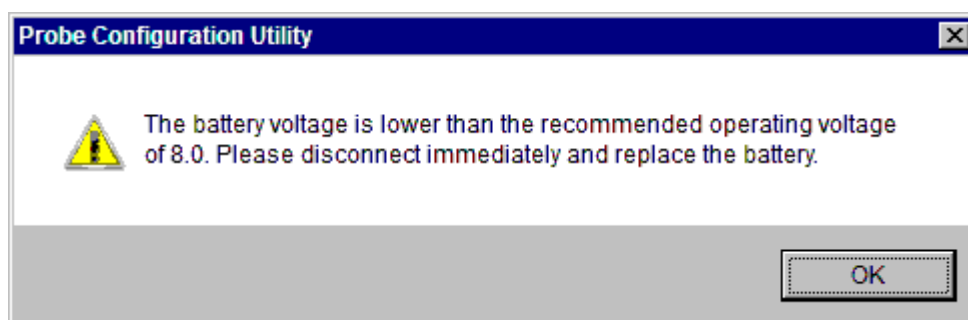 Probe Configuration Utility
The battery voltage is lower than the recommended operating voltage
of 8.0. Please disconnect immediately and replace the battery.
OK